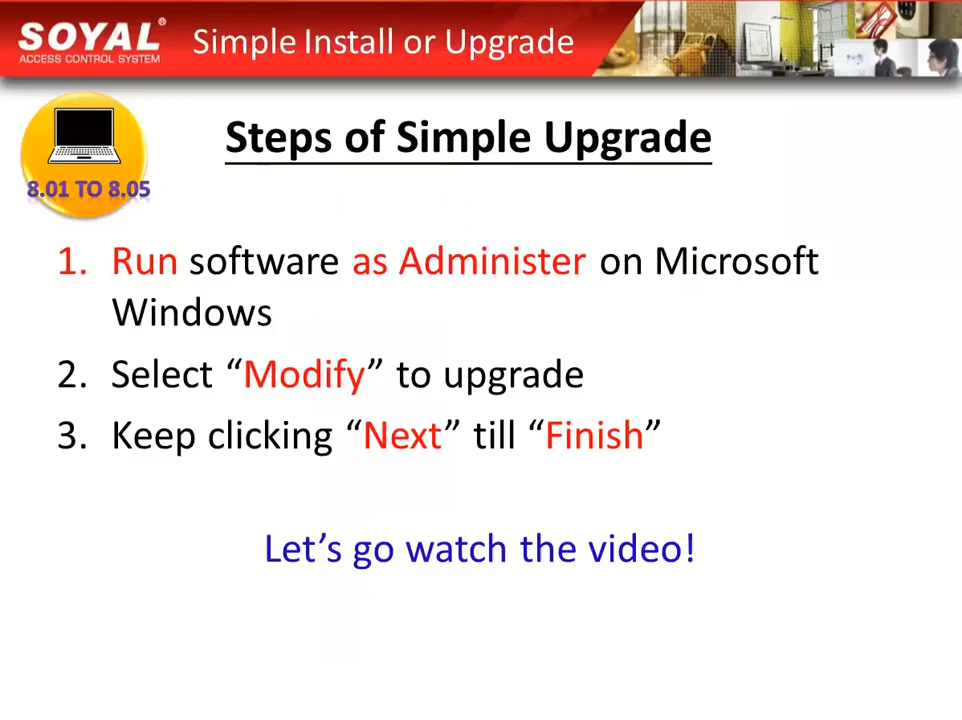 SOYAL®
ACCESS CONTROL SYSTEM
Simple Install or Upgrade
8.01 TO 8.05
Steps of Simple Upgrade
1. Run software as Administer on Microsoft
Windows
2. Select “Modify” to upgrade
3. Keep clicking “Next” till “Finish”
Let’s go watch the video!